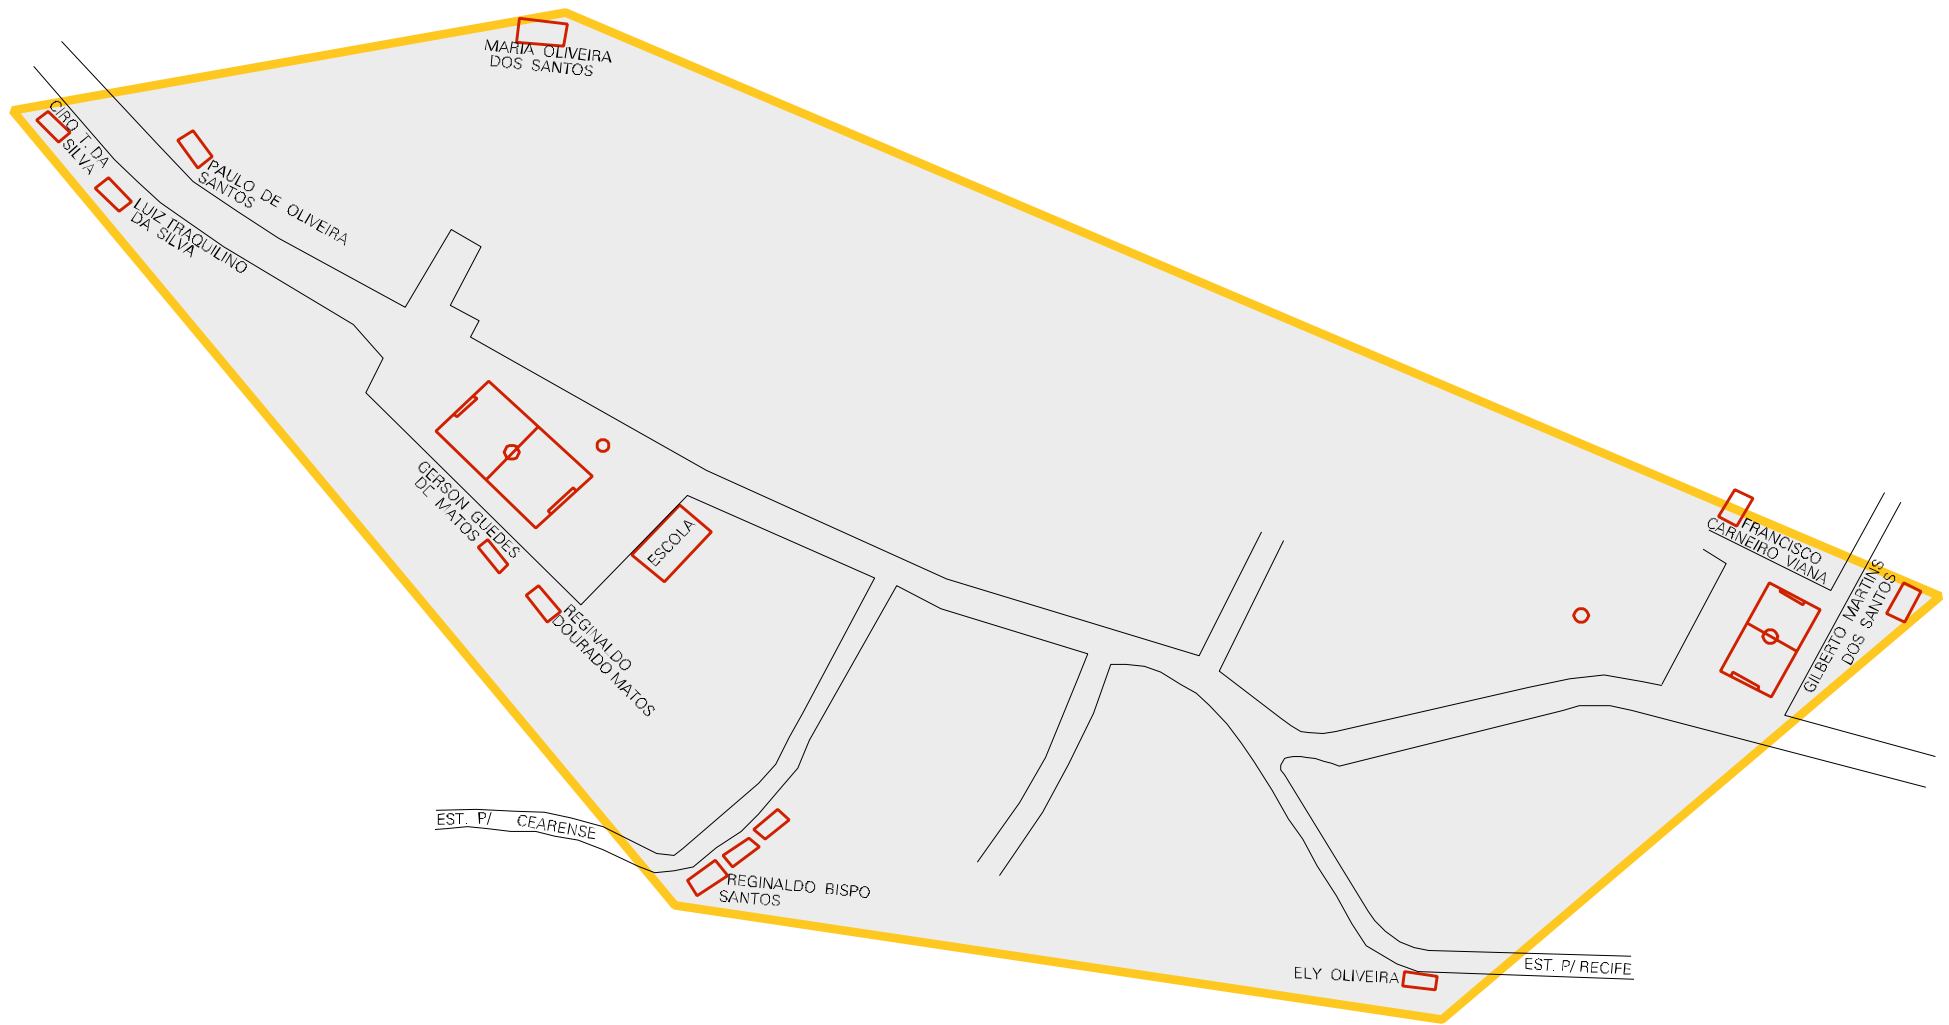 MARIA OLIVEIRA
DOS SANTOS
CIRO T. DA
SILVA
PAULO DE OLIVEIRA
SANTOS
LUIZ TRAQUILINO
DA SILVA
GERSON GUEDES
DE MATOS
ESCOLA
REGINALDO
DOURADO MATOS
FRANCISCO
CARNEIRO VIANA
GILBERTO MARTINS
DOS SANTOS
EST. P/ CEARENSE
REGINALDO BISPO
SANTOS
ELY OLIVEIRA
EST. P/ RECIFE